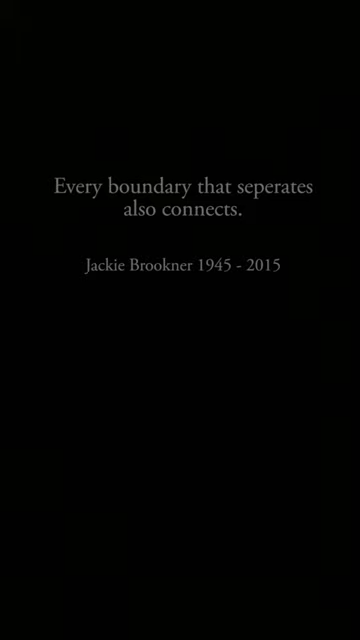 Every boundary that seperates
also connects.
Jackie Brookner 1945 - 2015